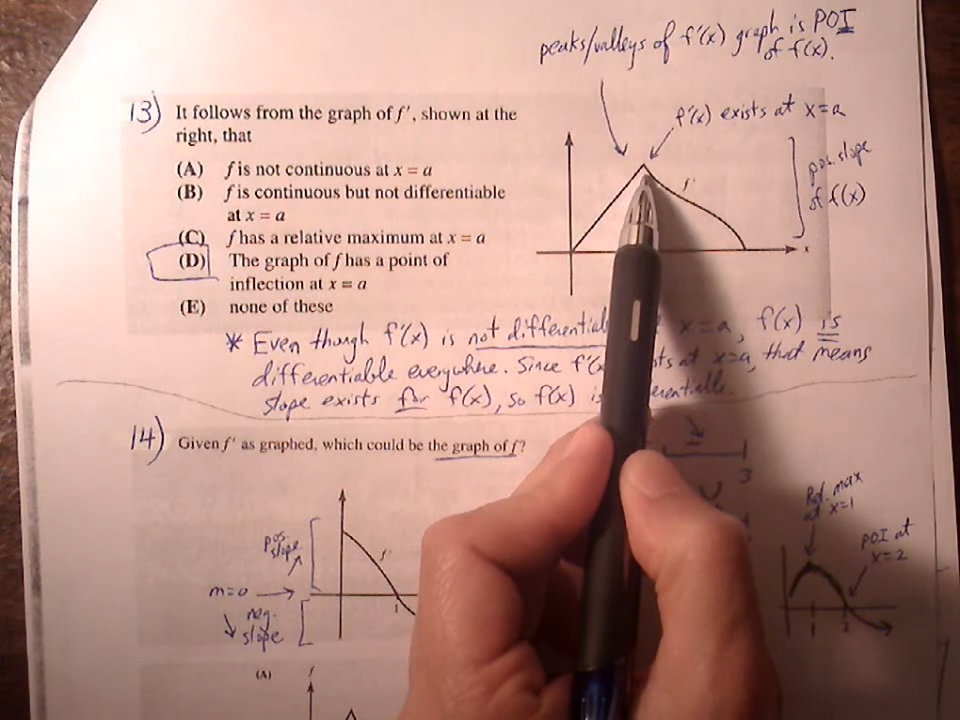 peaks/valleys of f'(x) graph is POI
of f(x).
13) It follows from the graph of f', shown at the
right, that
(A) f is not continuous at x = a
(B) f is continuous but not differentiable
at x = a
(C) f has a relative maximum at x = a
(D) The graph of f has a point of
inflection at x = a
(E) none of these
f'(x) exists at x=a
f'
x
pos. slope
of f(x)
* Even though f'(x) is not differentiable x=a, f(x) is
differentiable everywhere. Since f'(x) at x=a, that means
slope exists for f(x), so f(x) is
14) Given f' as graphed, which could be the graph of f?
pos.
slope
f'
m=0
1
neg.
slope
3
Rel. max
at x=1
POI at
x=2
1 2
(A)
f